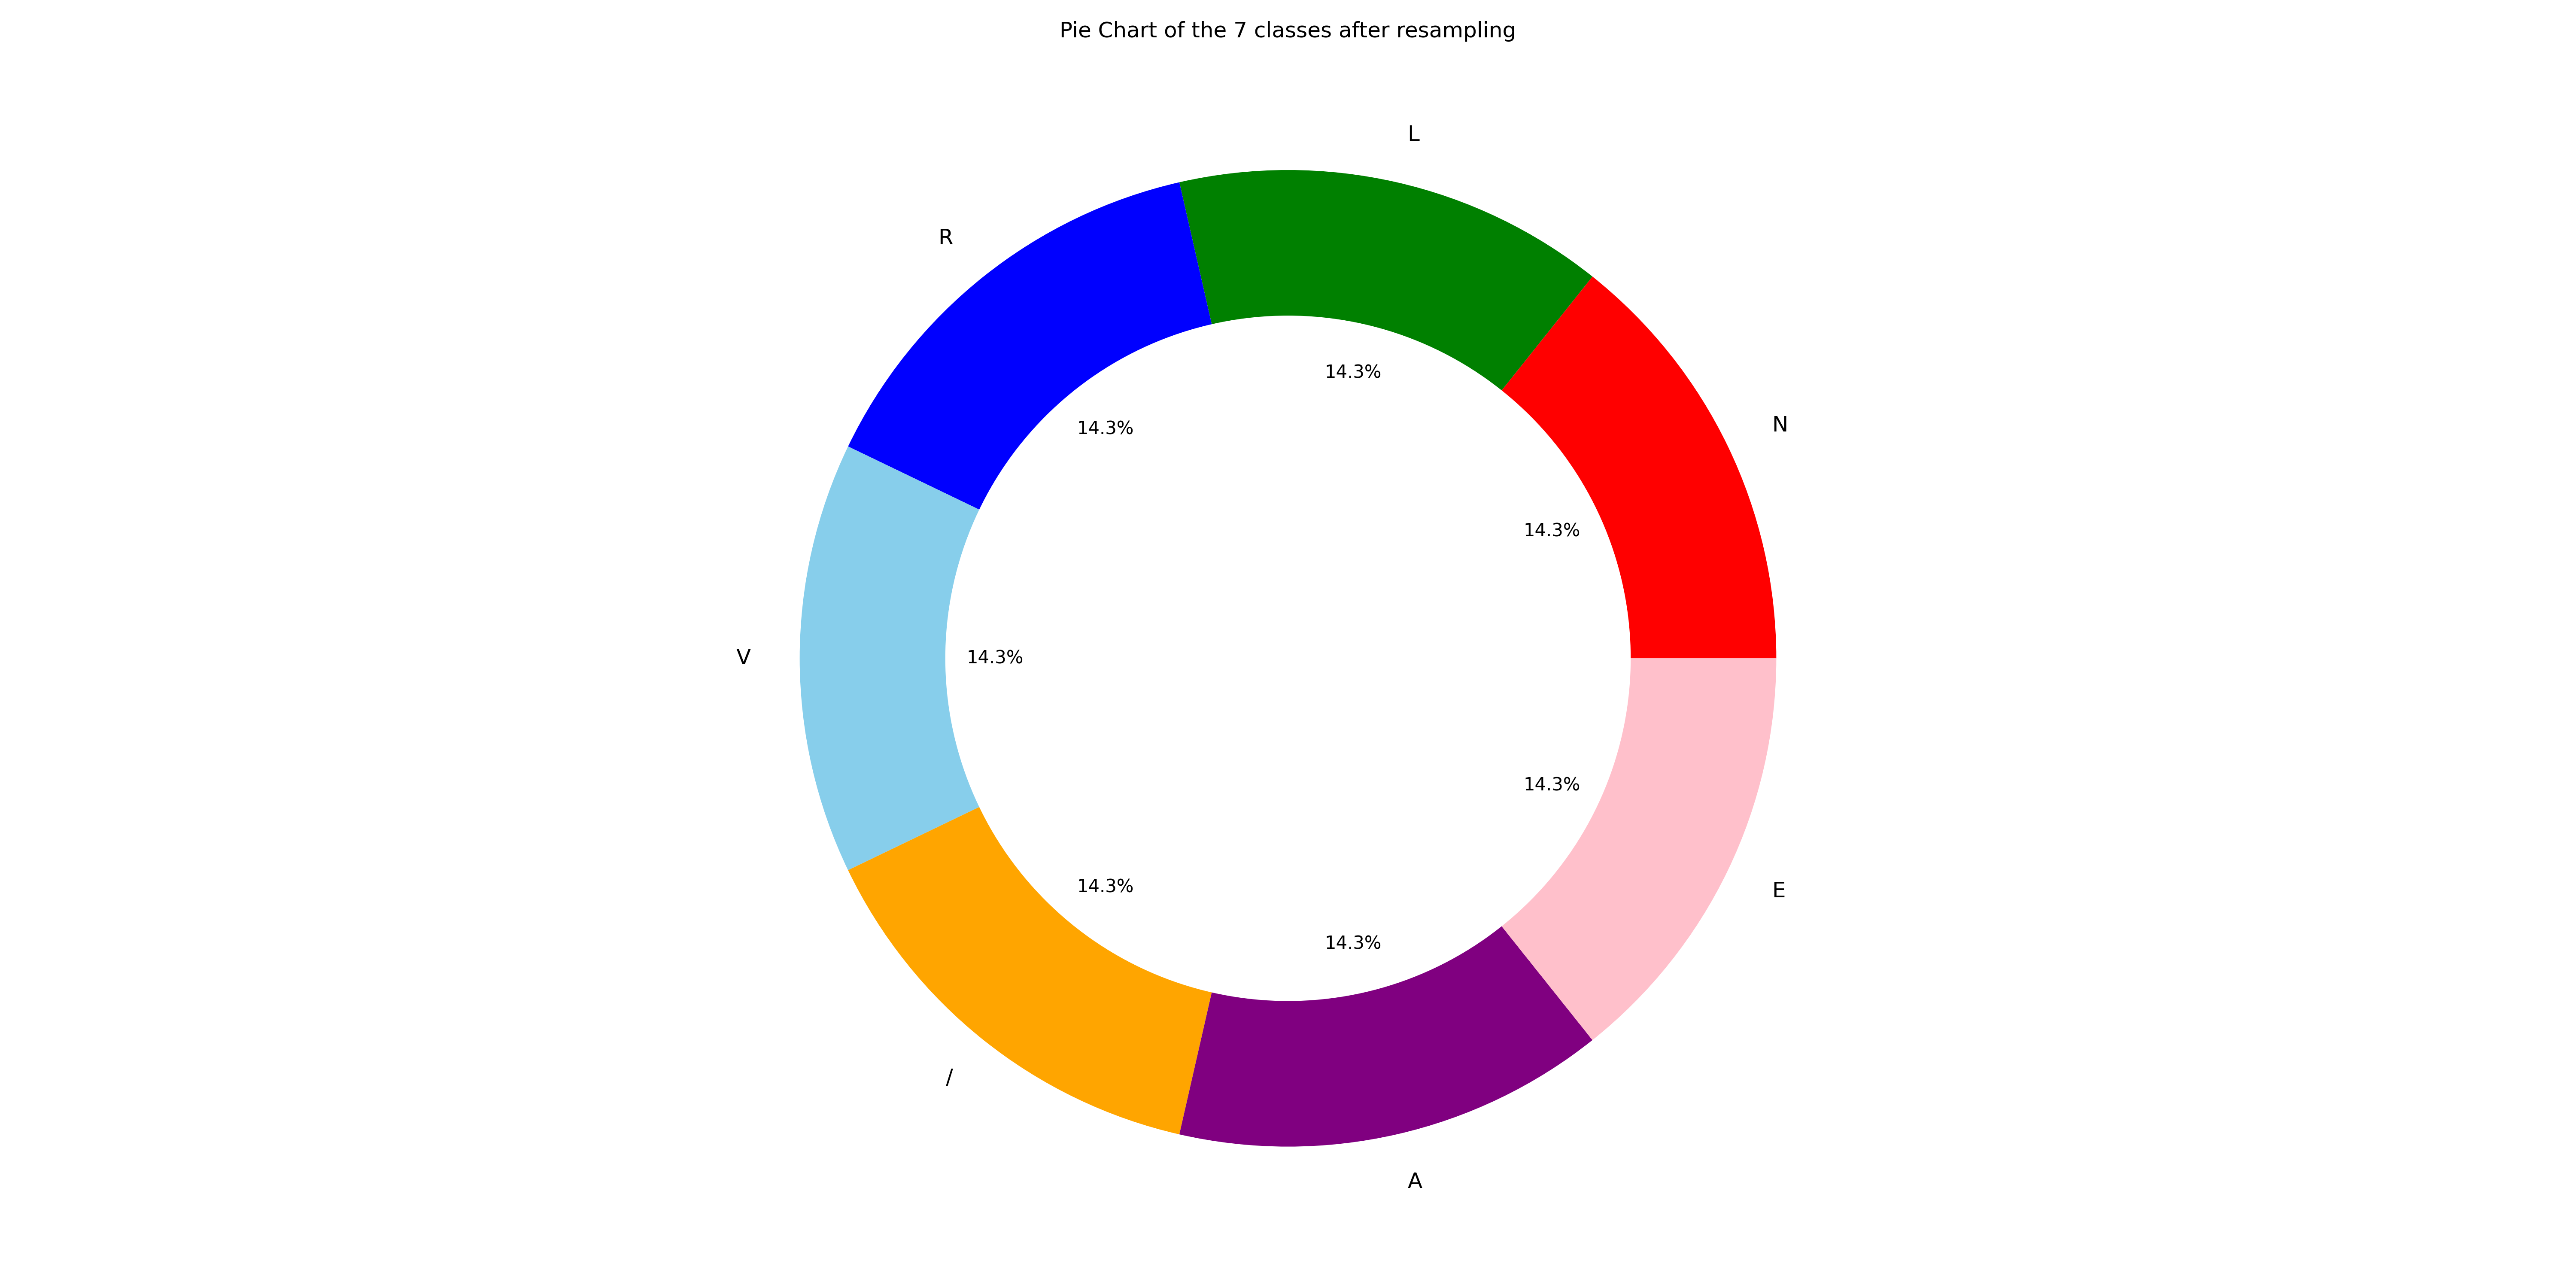 Pie Chart of the 7 classes after resampling
L
R
14.3%
N
14.3%
14.3%
V
14.3%
14.3%
E
14.3%
14.3%
/
A